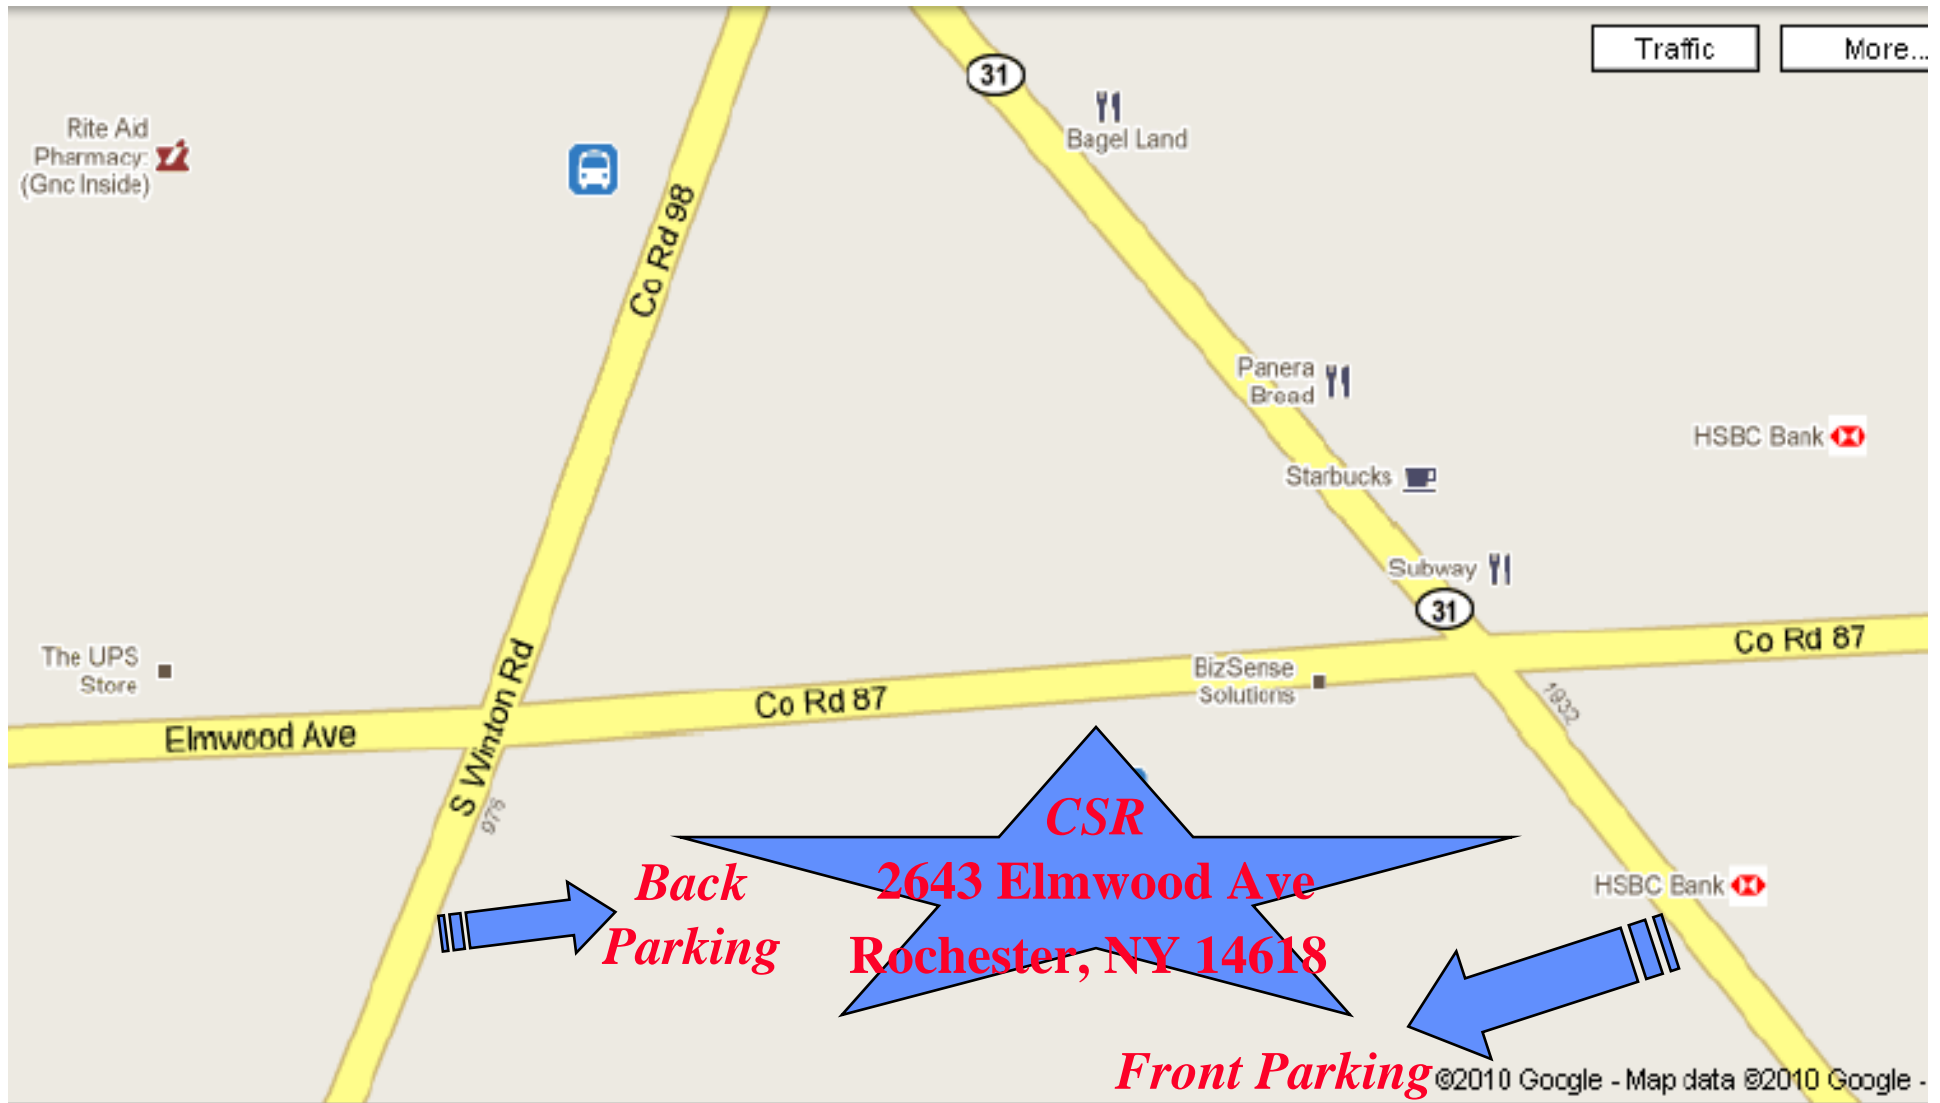 Traffic
More...
31
Bagel Land
Rite Aid
Pharmacy:
(Gnc Inside)
Co Rd 98
Panera
Bread
HSBC Bank
Starbucks
Subway
31
Co Rd 87
The UPS
Store
BizSense
Solutions
Co Rd 87
Elmwood Ave
S Winton Rd
1932
976
CSR
2643 Elmwood Ave
Rochester, NY 14618
Back
Parking
HSBC Bank
Front Parking
©2010 Google - Map data ©2010 Google -